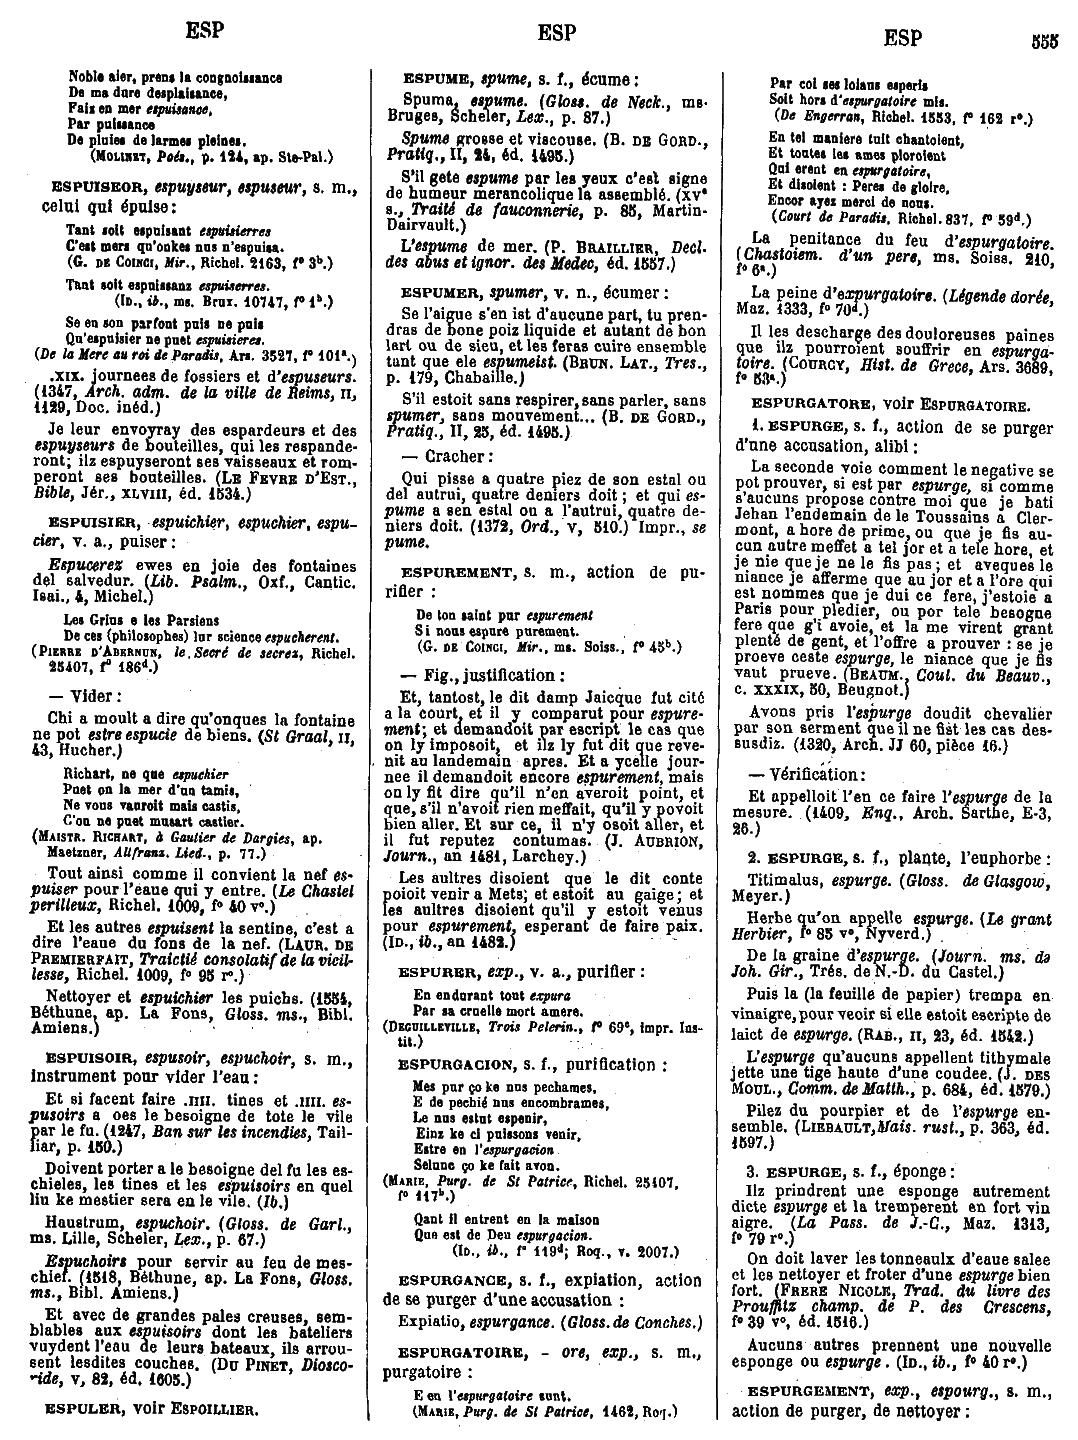 ESP
ESP
ESP
555
Noble aler, prens la congnoissance
De ma dure desplaisance,
Fais en mer espuisance,
Par puissance
De pluies de larmes pleines.
(MOLINET, Poés., p. 124, ap. Ste-Pal.)
ESPUISEOR, espuyseur, espuseur, s. m.,
celui qui épuise :
Tant soit espuisant espuisierres
C'est mers qu'onkes nus n'espuisa.
(G. DE COINCI, Mir., Richel. 2163, f° 3b.)
Tant soit espuissanz espuiserres.
(ID., ib., ms. Brux. 10747, f° 1b.)
Se en son parfont puis ne puis
Qu'espuisier ne puet espuisieres.
(De la Mere au roi de Paradis, Ars. 3527, f° 101a.)
.XIX. journees de fossiers et d'espuseurs.
(1347, Arch. adm. de la ville de Reims, II,
1129, Doc. inéd.)
Je leur envoyray des espardeurs et des
espuyseurs de bouteilles, qui les respande-
ront; ilz espuyseront ses vaisseaux et rom-
peront ses bouteilles. (LE FEVRE D'EST.,
Bible, Jér., XLVIII, éd. 1534.)
ESPUISIER, espuichier, espuchier, espu-
cier, v. a., puiser :
Espucerez ewes en joie des fontaines
del salvedur. (Lib. Psalm., Oxf., Cantic.
Isai., 4, Michel.)
Les Grius e les Parsiens
De ces (philosophes) lur science espucherent.
(PIERRE D'ABERNUN, le Secré de secrez, Richel.
25407, f° 186d.)
— Vider :
Chi a moult a dire qu'onques la fontaine
ne pot estre espucie de biens. (St Graal, II,
43, Hucher.)
Richart, ne que espuchier
Puet on la mer d'un tamis,
Ne vous vauroit mais castis,
C'on ne puet musart castier.
(MAISTR. RICHART, à Gautier de Dargies, ap.
Maetzner, Altfranz. Lied., p. 77.)
Tout ainsi comme il convient la nef es-
puiser pour l'eaue qui y entre. (Le Chastel
perilleux, Richel. 1009, f° 40 v°.)
Et les autres espuisent la sentine, c'est a
dire l'eaue du fons de la nef. (LAUR. DE
PREMIERFAIT, Traictié consolatif de la vieil-
lesse, Richel. 1009, f° 95 r°.)
Nettoyer et espuichier les puichs. (1554,
Béthune, ap. La Fons, Gloss. ms., Bibl.
Amiens.)
ESPUISOIR, espusoir, espuchoir, s. m.,
instrument pour vider l'eau :
Et si facent faire .IIII. tines et .IIII. es-
pusoirs a oes le besoigne de tote le vile
par le fu. (1247, Ban sur les incendies, Tail-
liar, p. 150.)
Doivent porter a le besoigne del fu les es-
chieles, les tines et les espuisoirs en quel
liu ke mestier sera en le vile. (Ib.)
Haustrum, espuchoir. (Gloss. de Garl.,
ms. Lille, Scheler, Lex., p. 67.)
Espuchoirs pour servir au feu de mes-
chief. (1518, Béthune, ap. La Fons, Gloss.
ms., Bibl. Amiens.)
Et avec de grandes pales creuses, sem-
blables aux espuisoirs dont les bateliers
vuydent l'eau de leurs bateaux, ils arrou-
sent lesdites couches. (DU PINET, Diosco-
ride, v, 82, éd. 1605.)
ESPULER, voir ESPOILLIER.
ESPUME, spume, s. f., écume :
Spuma, espume. (Gloss. de Neck., ms.
Bruges, Scheler, Lex., p. 87.)
Spume grosse et viscouse. (B. DE GORD.,
Pratiq., II, 24, éd. 1495.)
S'il gete espume par les yeux c'est signe
de humeur merancolique la assemblé. (xve
s., Traité de fauconnerie, p. 85, Martin-
Dairvault.)
L'espume de mer. (P. BRAILLIER, Decl.
des abus et ignor. des Medec, éd. 1557.)
ESPUMER, spumer, v. n., écumer :
Se l'aigue s'en ist d'aucune part, tu pren-
dras de bone poiz liquide et autant de bon
lart ou de sieu, et les feras cuire ensemble
tant que ele espumeist. (BRUN. LAT., Tres.,
p. 179, Chabaille.)
S'il estoit sans respirer, sans parler, sans
spumer, sans mouvement... (B. DE GORD.,
Pratiq., II, 25, éd. 1495.)
— Cracher :
Qui pisse a quatre piez de son estal ou
del autrui, quatre deniers doit ; et qui es-
pume a sen estal ou a l'autrui, quatre de-
niers doit. (1372, Ord., v, 510.) Impr., se
pume.
ESPUREMENT, s. m., action de pu-
rifier :
De ton saint pur espurement
Si nous espure purement.
(G. DE COINCI, Mir., ms. Soiss., f° 45b.)
— Fig., justification :
Et, tantost, le dit damp Jaicque fut cité
a la court, et il y comparut pour espure-
ment; et demandoit par escript le cas que
on ly imposoit, et ilz ly fut dit que reve-
nit au landemain apres. Et a ycelle jour-
nee il demandoit encore espurement, mais
on ly fit dire qu'il n'en averoit point, et
que, s'il n'avoit rien meffait, qu'il y povoit
bien aller. Et sur ce, il n'y osoit aller, et
il fut reputez contumas. (J. AUBRION,
Journ., an 1481, Larchey.)
Les aultres disoient que le dit conte
poioit venir a Mets; et estoit au gaige; et
les aultres disoient qu'il y estoit venus
pour espurement, esperant de faire paix.
(ID., ib., an 1482.)
ESPURER, exp., v. a., purifier :
En endurant tout expura
Par sa cruelle mort amere.
(DEGUILLEVILLE, Trois Pelerin., f° 69c, impr. Ins-
tit.)
ESPURGACION, s. f., purification :
Mes pur ço ke nus pechames,
E de pechié nus encombrames,
Le nus estut espenir,
Einz ke ci puissons venir,
Estre en l'espurgacion
Selunc ço ke fait avon.
(MARIE, Purg. de St Patrice, Richel. 25407,
f° 117b.)
Qant il entrent en la maison
Que est de Deu espurgacion.
(ID., ib., f° 119d; Roq., v. 2007.)
ESPURGANCE, s. f., expiation, action
de se purger d'une accusation :
Expiatio, espurgance. (Gloss. de Conches.)
ESPURGATOIRE, - ore, exp., s. m.,
purgatoire :
E en l'espurgatoire sunt.
(MARIE, Purg. de St Patrice, 1462, Roq.)
Par coi ses loiaus esperis
Soit hors d'espurgatoire mis.
(De Engerran, Richel. 1553, f° 162 r°.)
En tel maniere tuit chantoient,
Et toutes les ames ploroient
Qui erent en espurgatoire,
Et disoient : Peres de gloire,
Encor ayez merci de nous.
(Court de Paradis, Richel. 837, f° 59d.)
La penitance du feu d'espurgatoire.
(Chastoiem. d'un pere, ms. Soiss. 210,
f° 6a.)
La peine d'expurgatoire. (Légende dorée,
Maz. 1333, f° 70d.)
Il les descharge des douloreuses paines
que ilz pourroient souffrir en espurga-
toire. (COURCY, Hist. de Grece, Ars. 3689,
f° 53a.)
ESPURGATORE, voir ESPURGATOIRE.
1. ESPURGE, s. f., action de se purger
d'une accusation, alibi :
La seconde voie comment le negative se
pot prouver, si est par espurge, si comme
s'aucuns propose contre moi que je bati
Jehan l'endemain de le Toussains a Cler-
mont, a hore de prime, ou que je fis au-
cun autre meffet a tel jor et a tele hore, et
je nie que je ne le fis pas ; et aveques le
niance je afferme que au jor et a l'ore qui
est nommes que je dui ce fere, j'estoie a
Paris pour pledier, ou por tele besogne
fere que g'i avoie, et la me virent grant
plenté de gent, et l'offre a prouver : se je
proeve ceste espurge, le niance que je fis
vaut prueve. (BEAUM., Coul. du Beauv.,
c. XXXIX, 50, Beugnot.)
Avons pris l'espurge doudit chevalier
par son serment que il ne fist les cas des-
susdiz. (1320, Arch. JJ 60, pièce 16.)
— Vérification :
Et appelloit l'en ce faire l'espurge de la
mesure. (1409, Enq., Arch. Sarthe, E-3,
26.)
2. ESPURGE, s. f., plante, l'euphorbe :
Titimalus, espurge. (Gloss. de Glasgow,
Meyer.)
Herbe qu'on appelle espurge. (Le grant
Herbier, f° 85 v°, Nyverd.)
De la graine d'espurge. (Journ. ms. de
Joh. Gir., Trés. de N.-D. du Castel.)
Puis la (la feuille de papier) trempa en
vinaigre, pour veoir si elle estoit escripte de
laict de espurge. (RAB., II, 23, éd. 1542.)
L'espurge qu'aucuns appellent tithymale
jette une tige haute d'une coudee. (J. DES
MOUL., Comm. de Matth., p. 684, éd. 1579.)
Pilez du pourpier et de l'espurge en-
semble. (LIEBAULT, Mais. rust., p. 363, éd.
1597.)
3. ESPURGE, s. f., éponge :
Ilz prindrent une esponge autrement
dicte espurge et la tremperent en fort vin
aigre. (La Pass. de J.-C., Maz. 1313,
f° 79 r°.)
On doit laver les tonneaulx d'eaue salee
et les nettoyer et froter d'une espurge bien
fort. (FRERE NICOLE, Trad. du livre des
Prouffitz champ. de P. des Crescens,
f° 39 v°, éd. 1516.)
Aucuns autres prennent une nouvelle
esponge ou espurge. (ID., ib., f° 40 r°.)
ESPURGEMENT, exp., espourg., s. m.,
action de purger, de nettoyer :